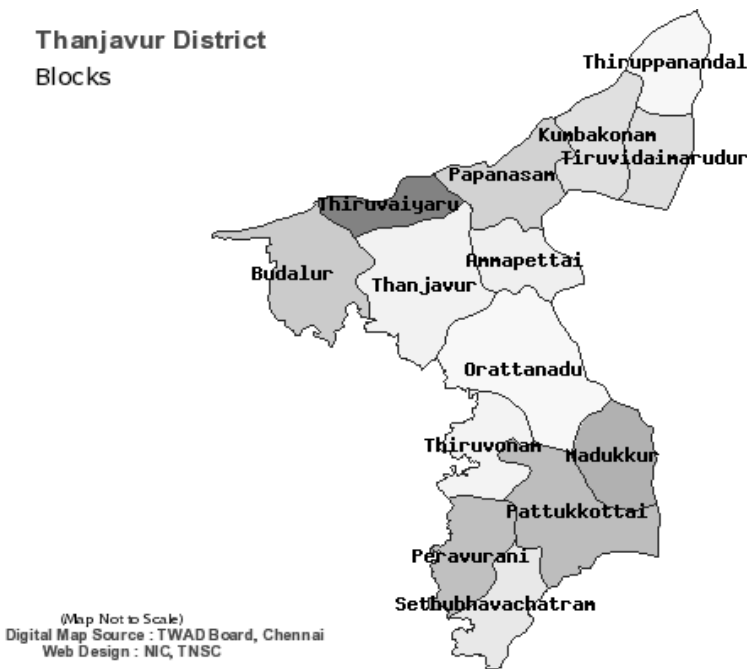 Thanjavur District
Blocks
Thiruppanandal
Kumbakonam
Tiruvidaimarudur
Papanasam
Thiruvaiyaru
Ammapettai
Budalur
Thanjavur
Orattanadu
Thiruvonam
Madukkur
Pattukkottai
Peravurani
Sethubhavachatram
(Map Not to Scale)
Digital Map Source : TWAD Board, Chennai
Web Design : NIC, TNSC